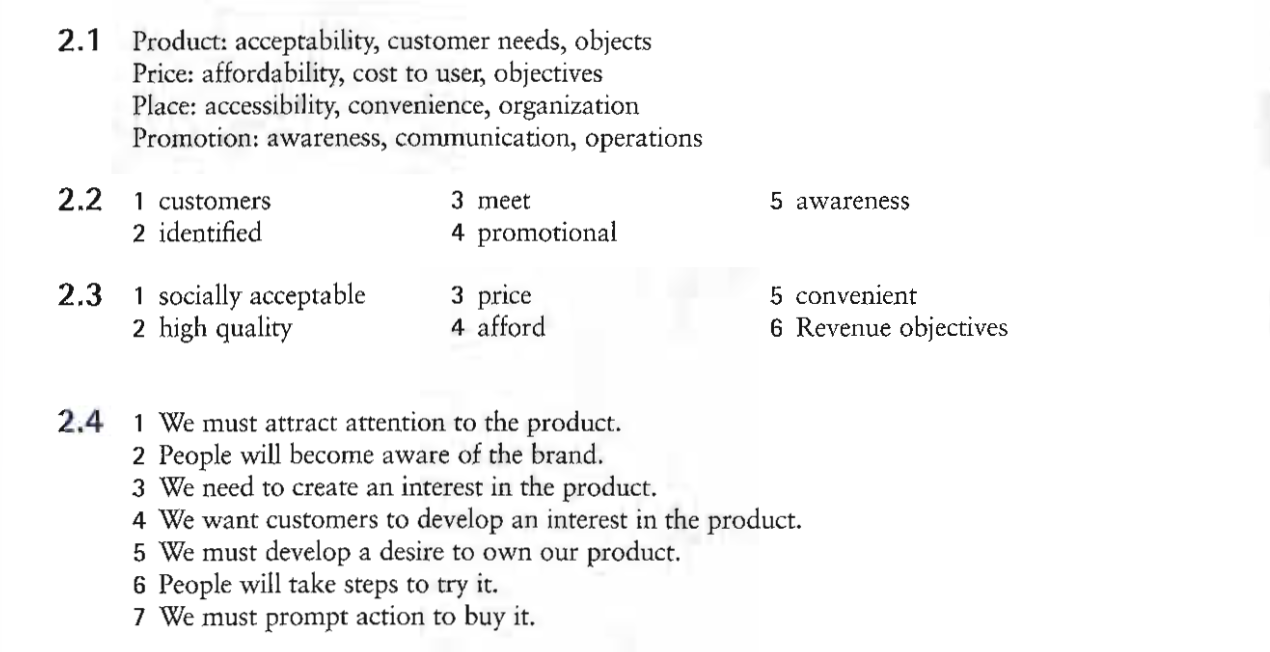 2.1 Product: acceptability, customer needs, objects
Price: affordability, cost to user, objectives
Place: accessibility, convenience, organization
Promotion: awareness, communication, operations
2.2 1 customers 3 meet 5 awareness
2 identified 4 promotional
2.3 1 socially acceptable 3 price 5 convenient
2 high quality 4 afford 6 Revenue objectives
2.4 1 We must attract attention to the product.
2 People will become aware of the brand.
3 We need to create an interest in the product.
4 We want customers to develop an interest in the product.
5 We must develop a desire to own our product.
6 People will take steps to try it.
7 We must prompt action to buy it.